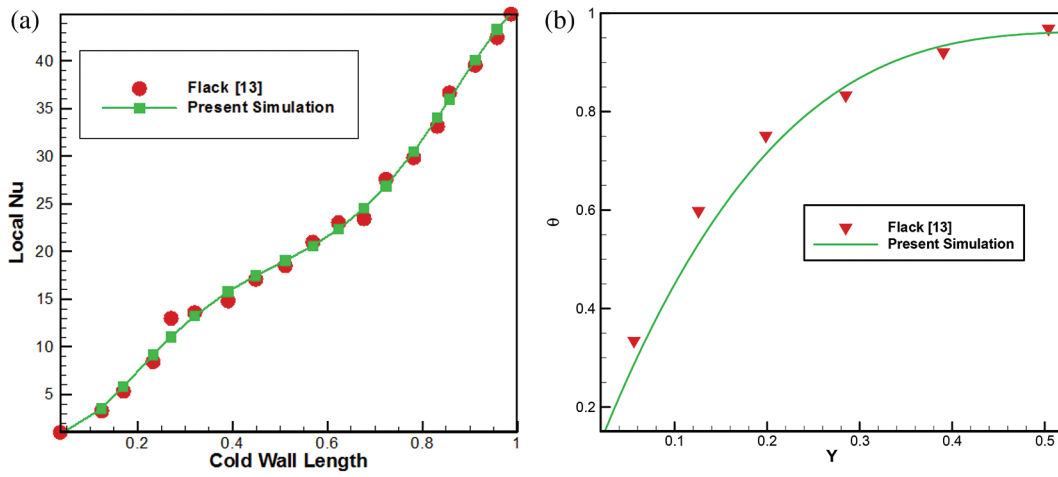 (a)
45
40
35
30
25
20
15
10
5
Local Nu
Flack [13]
Present Simulation
0.2 0.4 0.6 0.8 1
Cold Wall Length
(b)
1
0.8
0.6
0.4
0.2
θ
Flack [13]
Present Simulation
0.1 0.2 0.3 0.4 0.5
Y